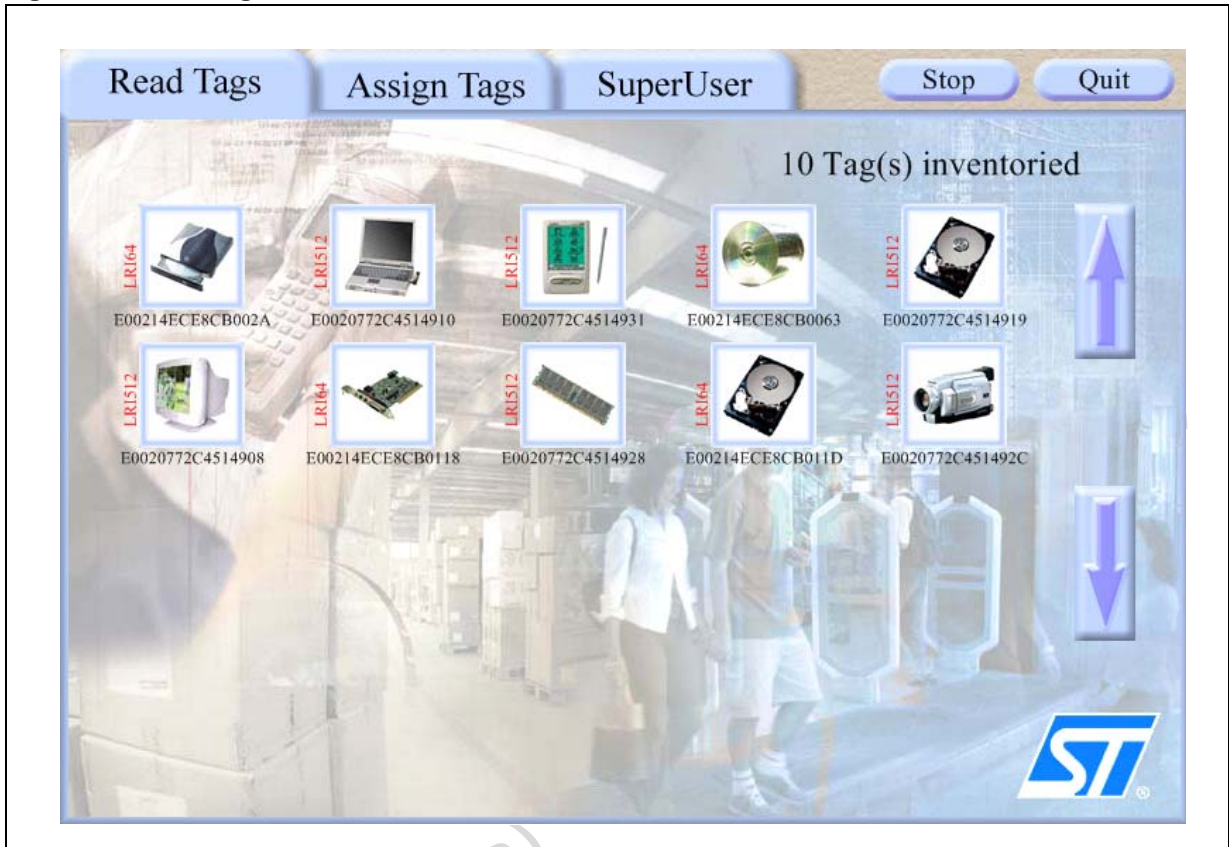 Read Tags
Assign Tags
SuperUser
Stop
Quit
10 Tag(s) inventoried
LRI64
LRI512
LRI512
LRI64
LRI512
E00214ECE8CB002A
E0020772C4514910
E0020772C4514931
E00214ECE8CB0063
E0020772C4514919
LRI512
LRI64
LRI512
LRI64
LRI512
E0020772C4514908
E00214ECE8CB0118
E0020772C4514928
E00214ECE8CB011D
E0020772C451492C
ST
®